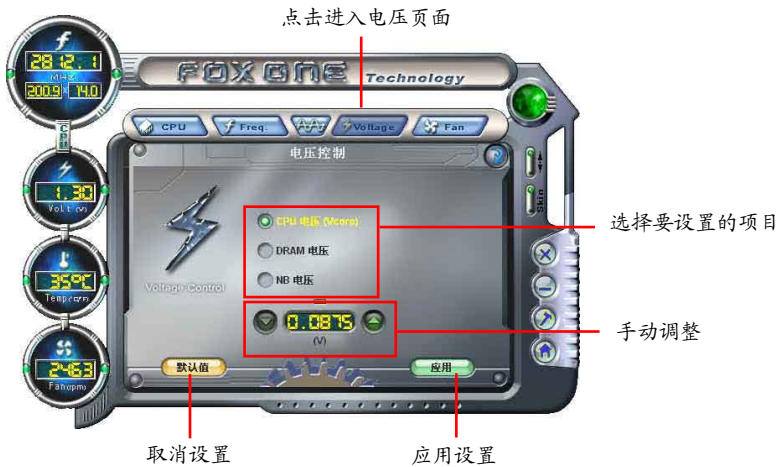 点击进入电压页面
2812.1
MHz
200.9 x 14.0
FOX ONE Technology
CPU
CPU Freq. Voltage Fan
电压控制
1.30
Volt (V)
Skin
CPU 电压 (Vcore)
选择要设置的项目
DRAM 电压
35°C
NB 电压
Voltage Control
0.0875
手动调整
(V)
2463
默认值
应用
取消设置
应用设置